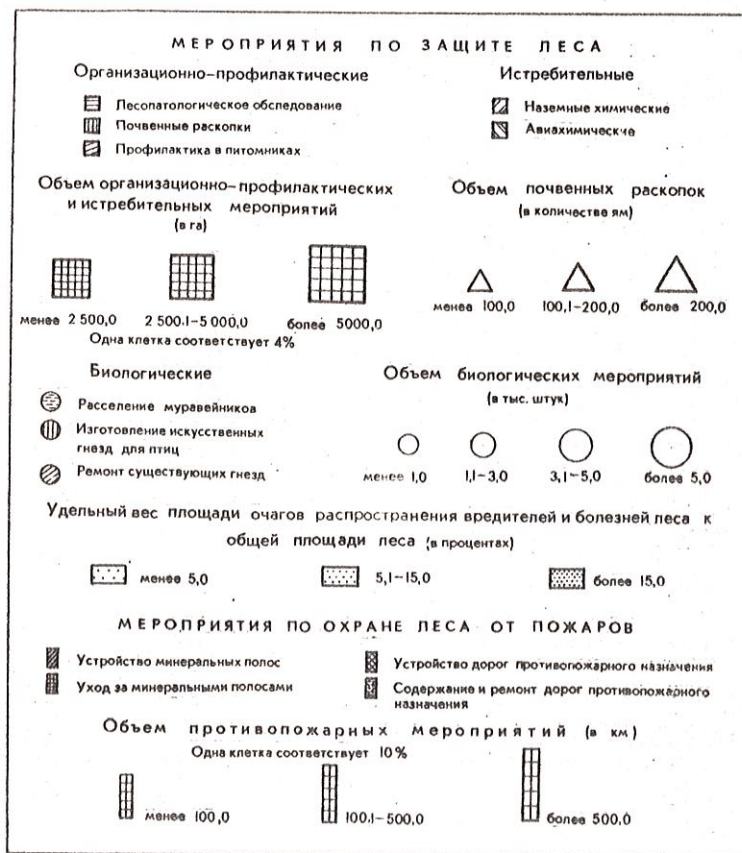 МЕРОПРИЯТИЯ ПО ЗАЩИТЕ ЛЕСА
Организационно-профилактические
Лесопатологическое обследование
Почвенные раскопки
Профилактика в питомниках
Истребительные
Наземные химические
Авиахимические
Объем организационно-профилактических
и истребительных мероприятий
(в га)
менее 2 500,0 2 500.1-5 000,0 более 5000,0
Одна клетка соответствует 4%
Объем почвенных раскопок
(в количестве ям)
менее 100,0 100,1-200,0 более 200,0
Биологические
Расселение муравейников
Изготовление искусственных
гнезд для птиц
Ремонт существующих гнезд
Объем биологических мероприятий
(в тыс. штук)
менее 1,0 1,1-3,0 3,1-5,0 более 5,0
Удельный вес площади очагов распространения вредителей и болезней леса к
общей площади леса (в процентах)
менее 5,0 5,1-15,0 более 15,0
МЕРОПРИЯТИЯ ПО ОХРАНЕ ЛЕСА ОТ ПОЖАРОВ
Устройство минеральных полос
Уход за минеральными полосами
Устройство дорог противопожарного назначения
Содержание и ремонт дорог противопожарного
назначения
Объем противопожарных мероприятий (в км)
Одна клетка соответствует 10%
менее 100,0 100.1-500,0 более 500.0